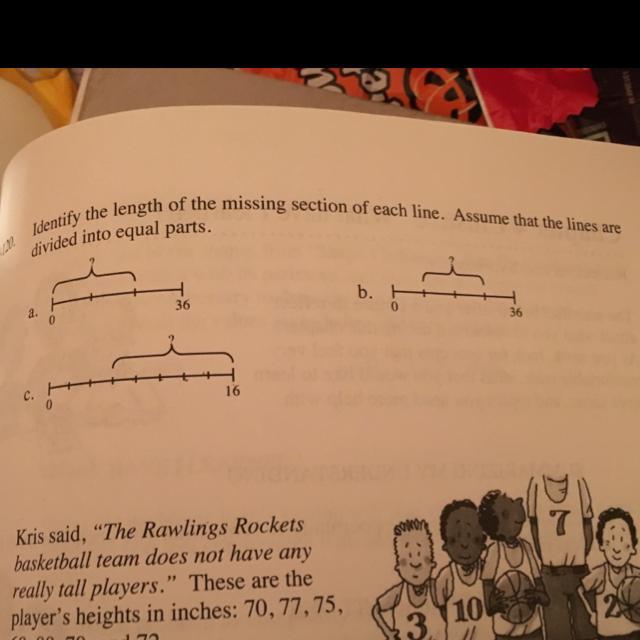 120.
Identify the length of the missing section of each line. Assume that the lines are
divided into equal parts.
?
a.
0
36
?
b.
0
36
?
c.
0
16
Kris said, “The Rawlings Rockets
basketball team does not have any
really tall players.” These are the
player's heights in inches: 70, 77, 75,
3
10
7
2